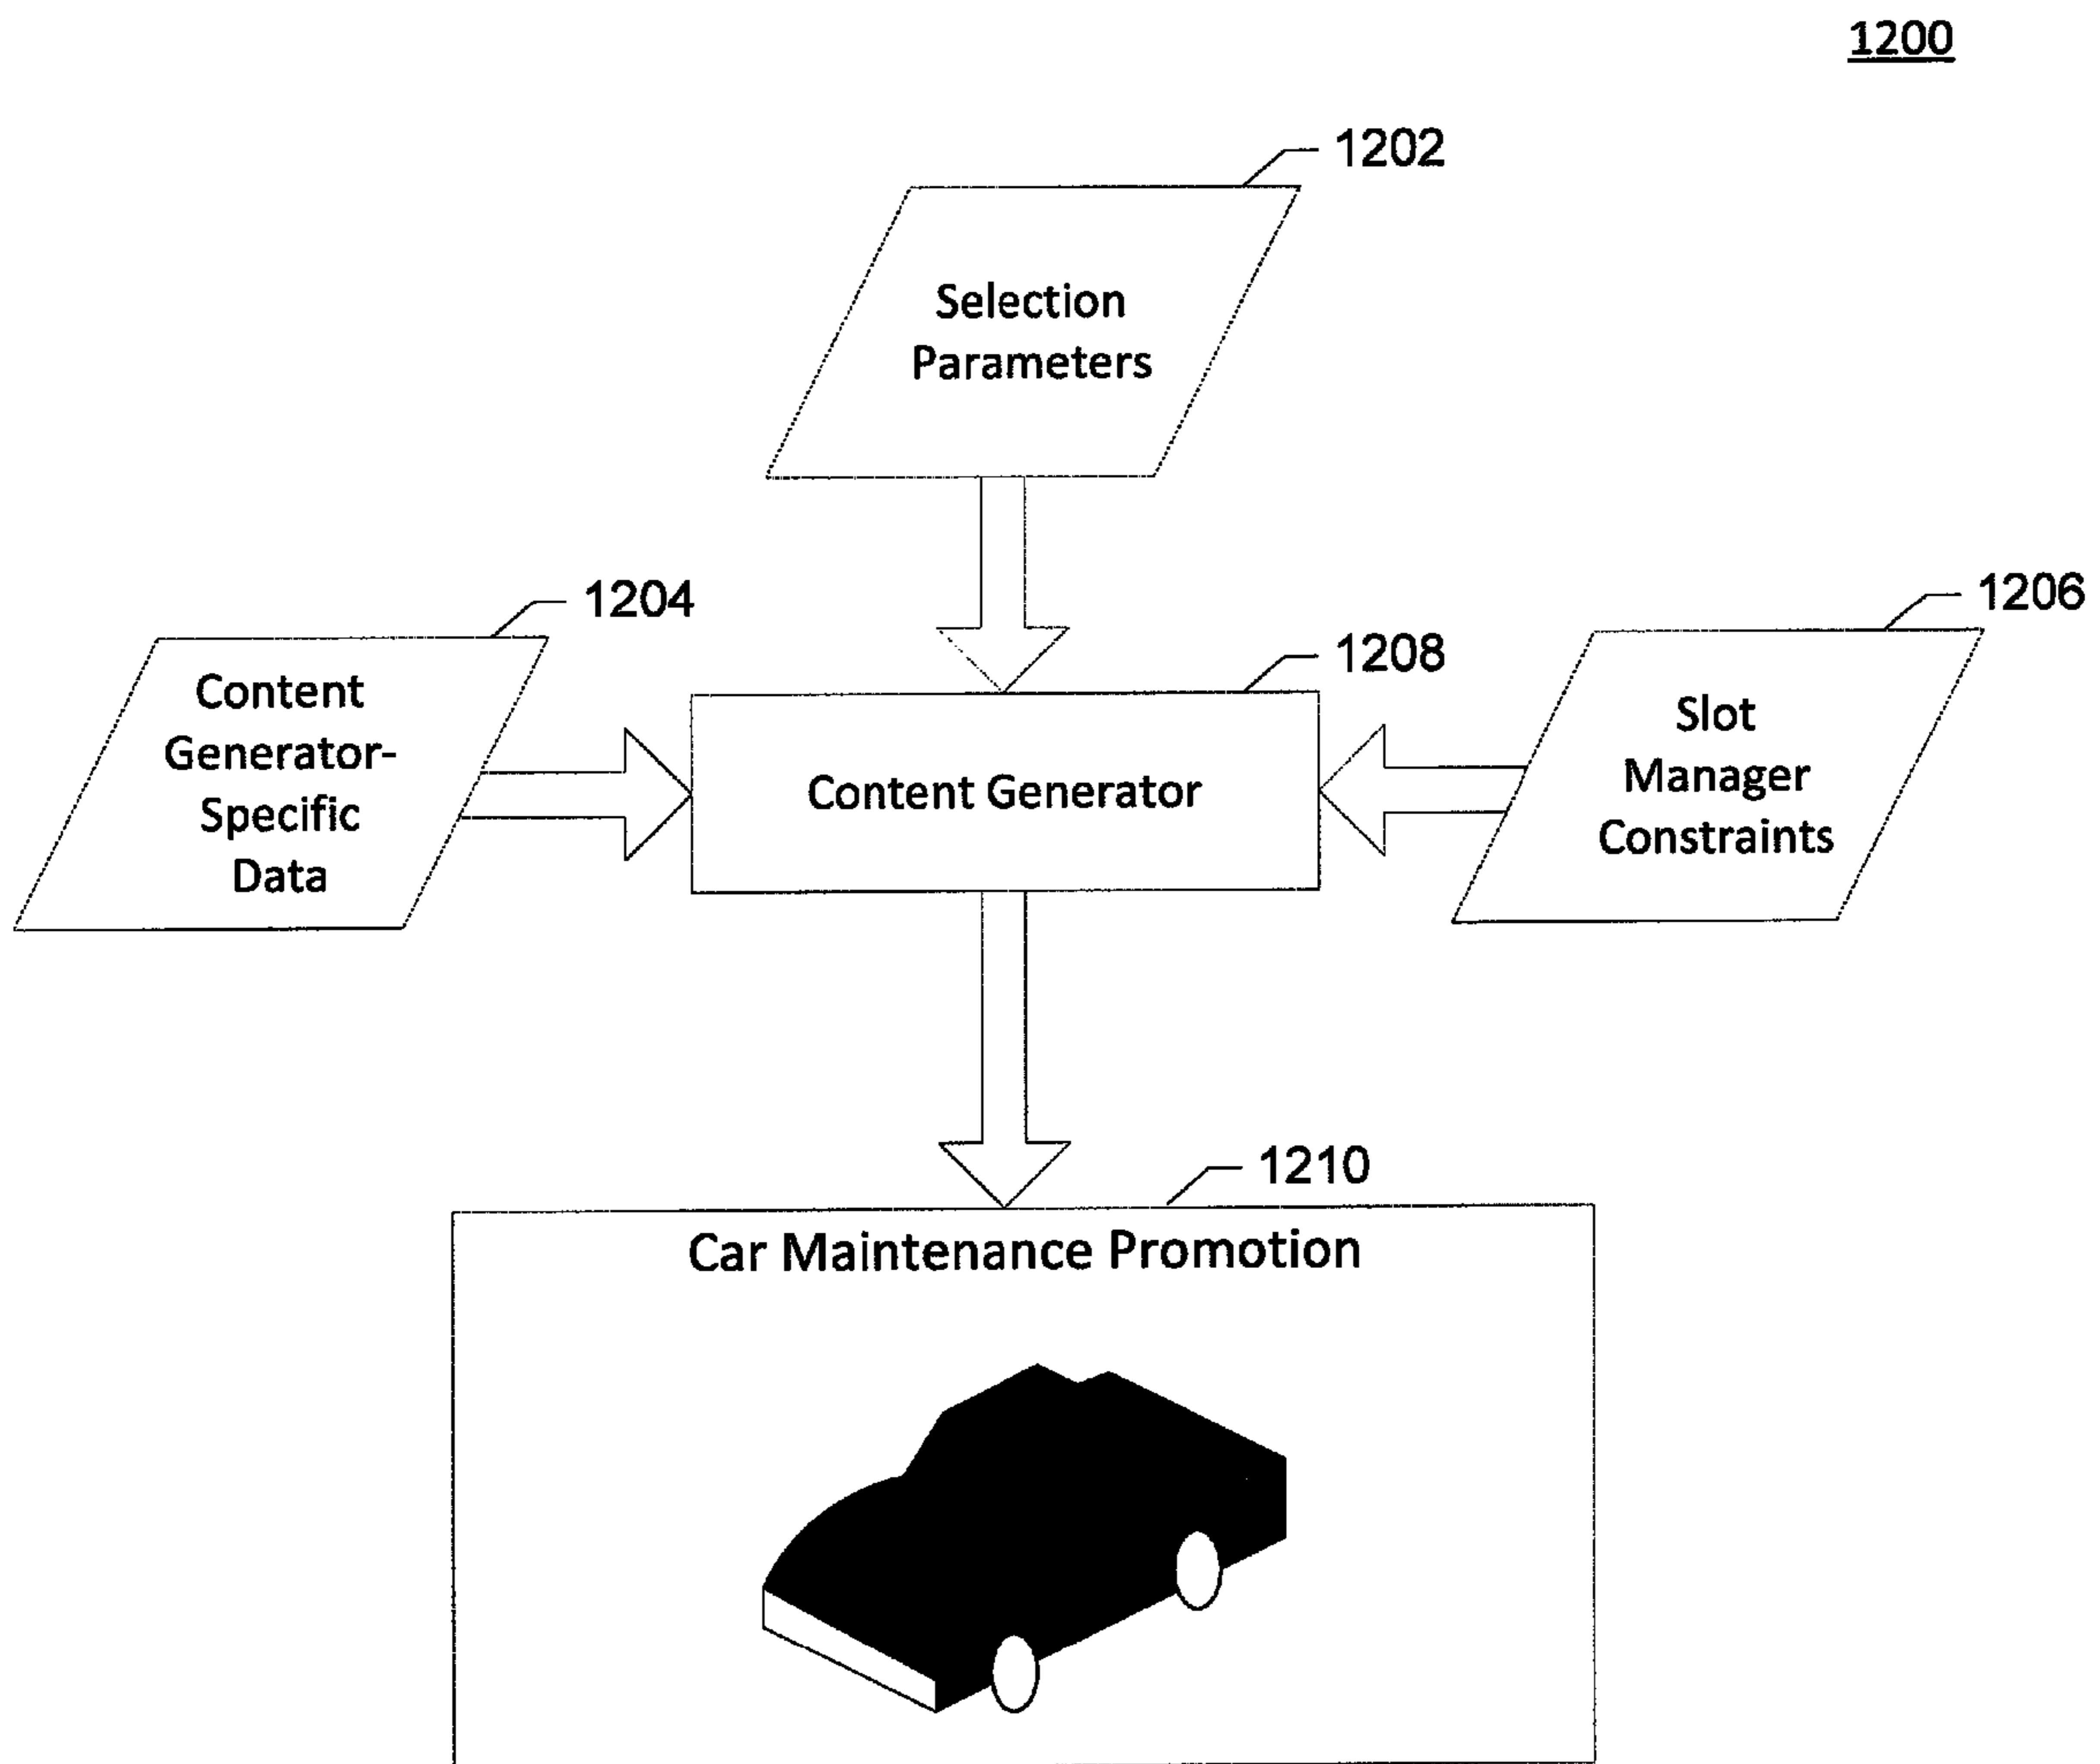 1200
1202
Selection
Parameters
1204
1206
1208
Content
Generator-
Specific
Data
Content Generator
Slot
Manager
Constraints
1210
Car Maintenance Promotion